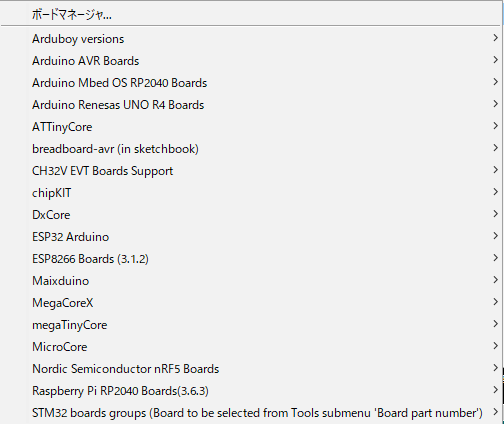 ボードマネージャ...
Arduboy versions
Arduino AVR Boards
Arduino Mbed OS RP2040 Boards
Arduino Renesas UNO R4 Boards
ATTinyCore
breadboard-avr (in sketchbook)
CH32V EVT Boards Support
chipKIT
DxCore
ESP32 Arduino
ESP8266 Boards (3.1.2)
Maixduino
MegaCoreX
megaTinyCore
MicroCore
Nordic Semiconductor nRF5 Boards
Raspberry Pi RP2040 Boards(3.6.3)
STM32 boards groups (Board to be selected from Tools submenu 'Board part number')